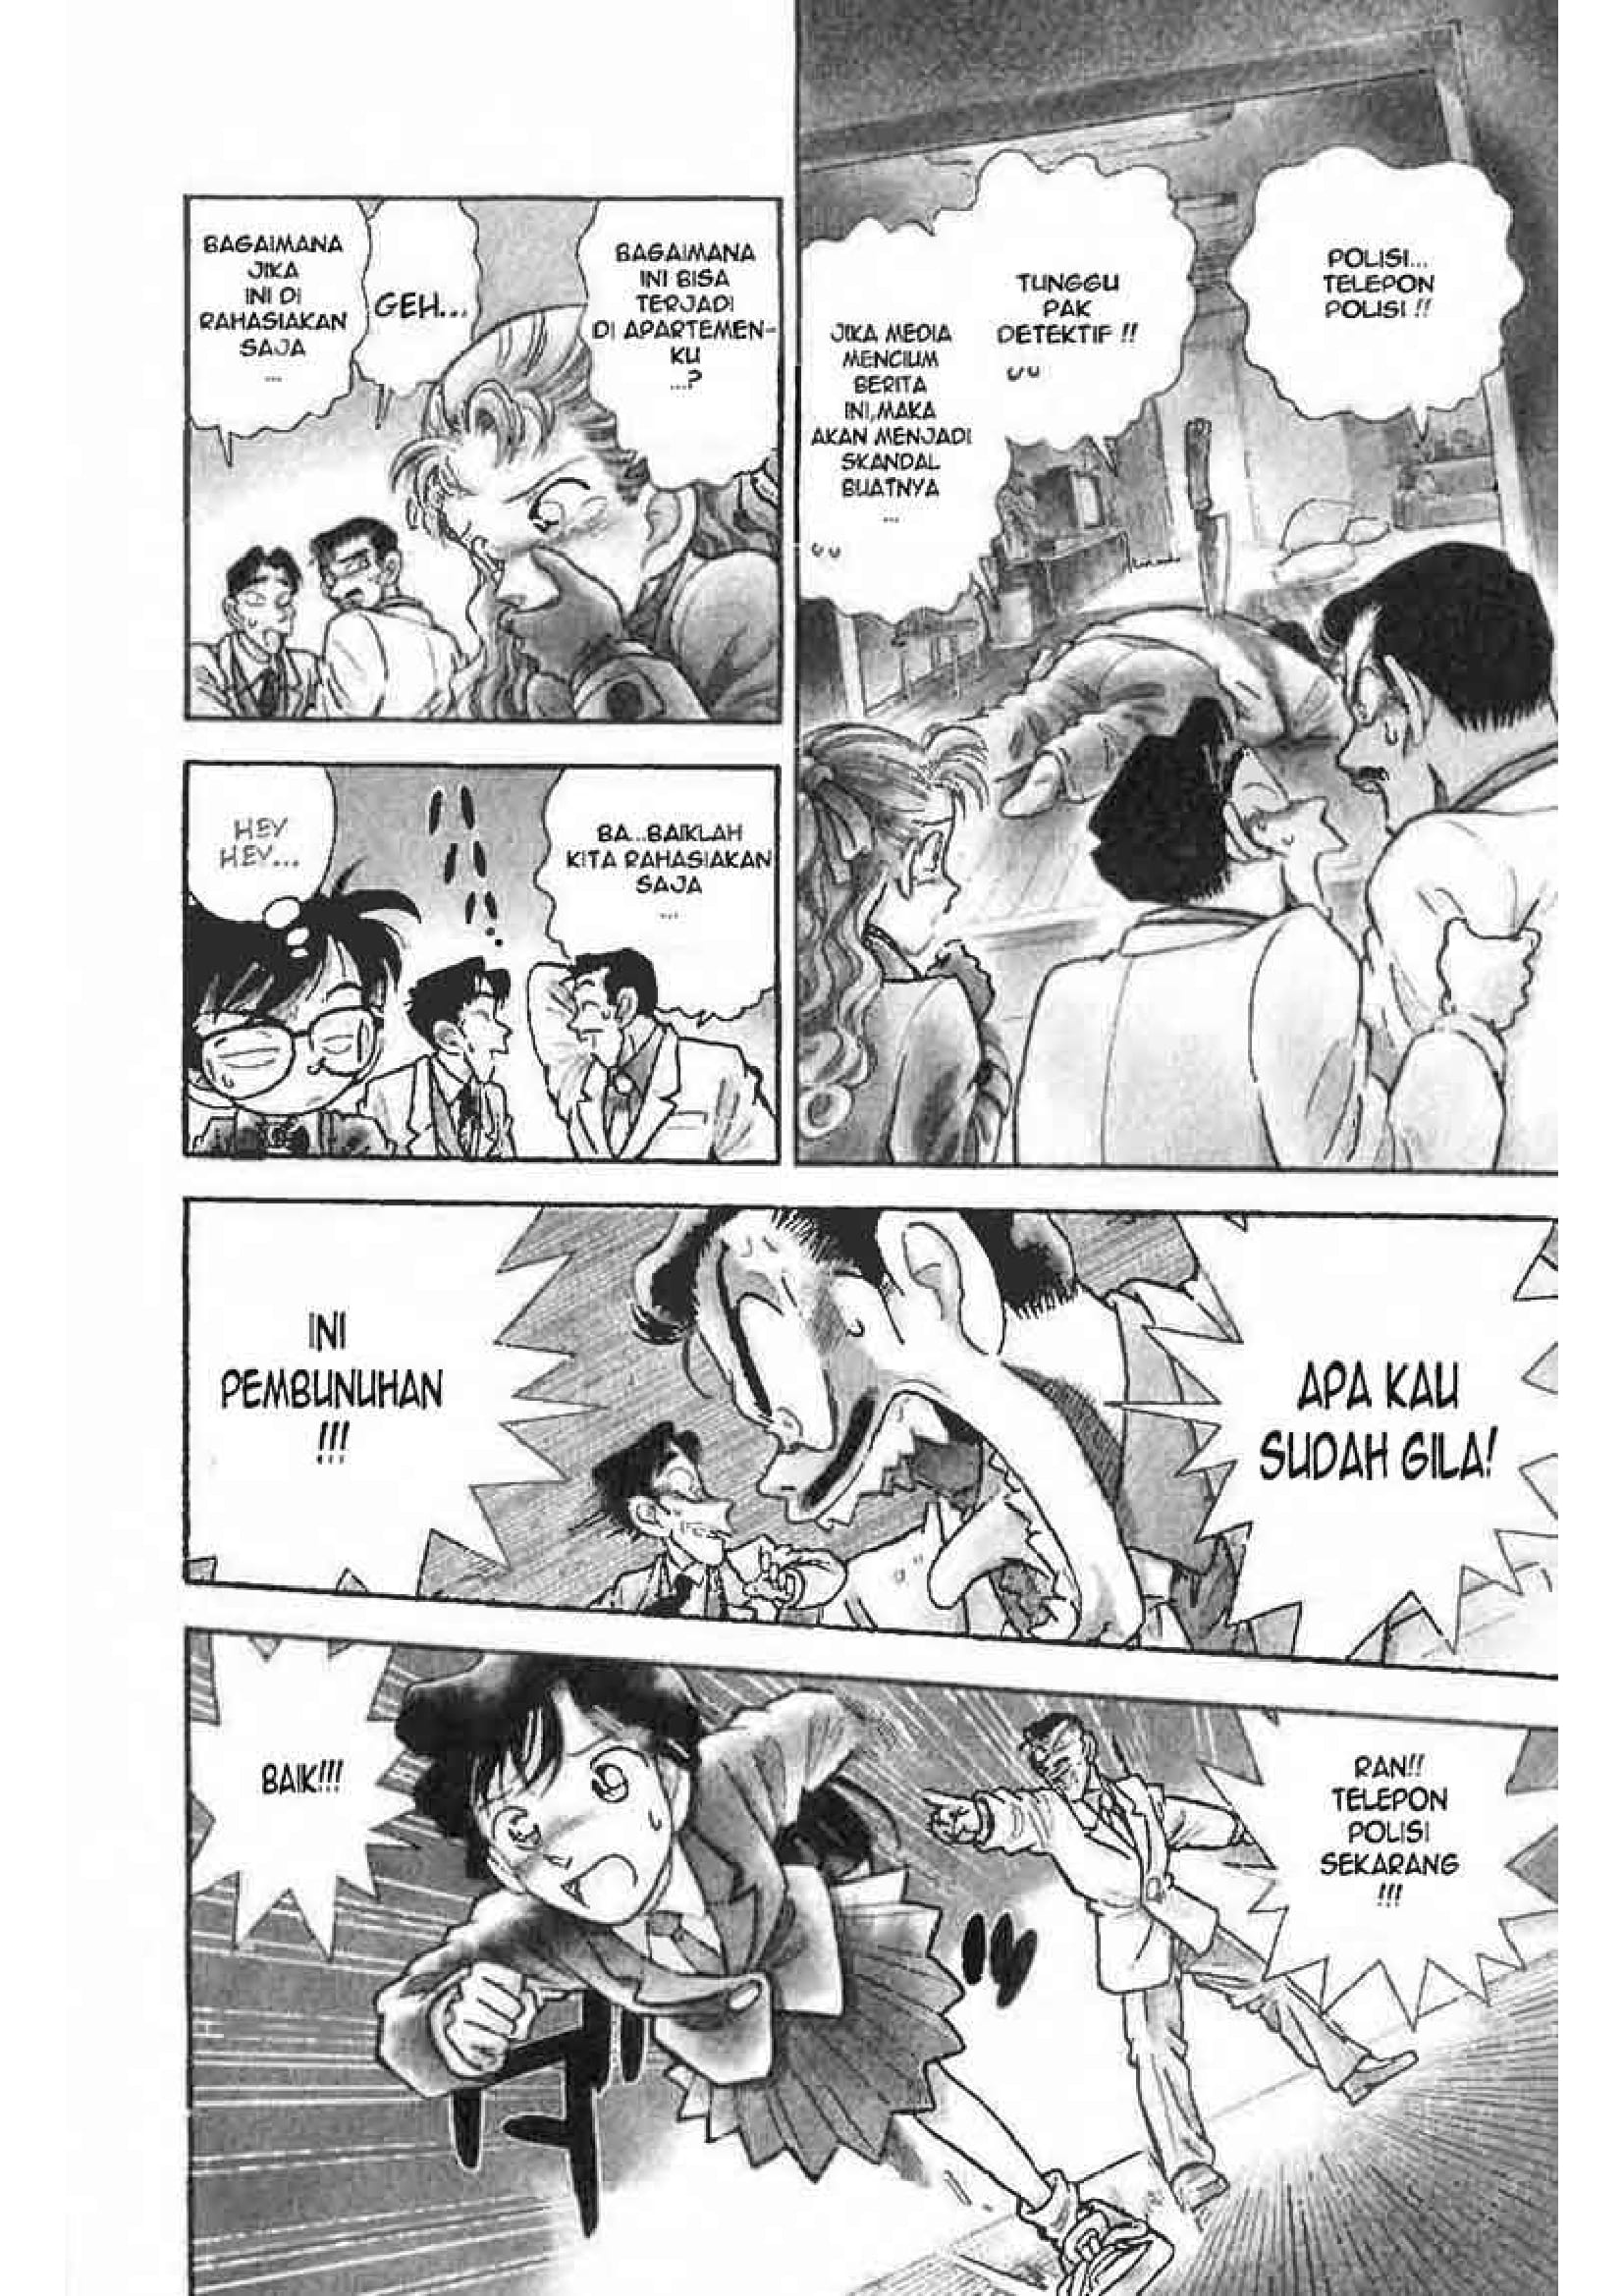 POLISI...
TELEPON
POLISI !!
TUNGGU
PAK
DETEKTIF !!
JIKA MEDIA
MENCIUM
BERITA
INI,MAKA
AKAN MENJADI
SKANDAL
BUATNYA
...
BAGAIMANA
INI BISA
TERJADI
DI APARTEMEN-
KU
...?
GEH...
BAGAIMANA
JIKA
INI DI
RAHASIAKAN
SAJA
...
BA...BAIKLAH
KITA RAHASIAKAN
SAJA
...
HEY
HEY...
APA KAU
SUDAH GILA!
INI
PEMBUNUHAN
!!!
RAN!!
TELEPON
POLISI
SEKARANG
!!!
BAIK!!!